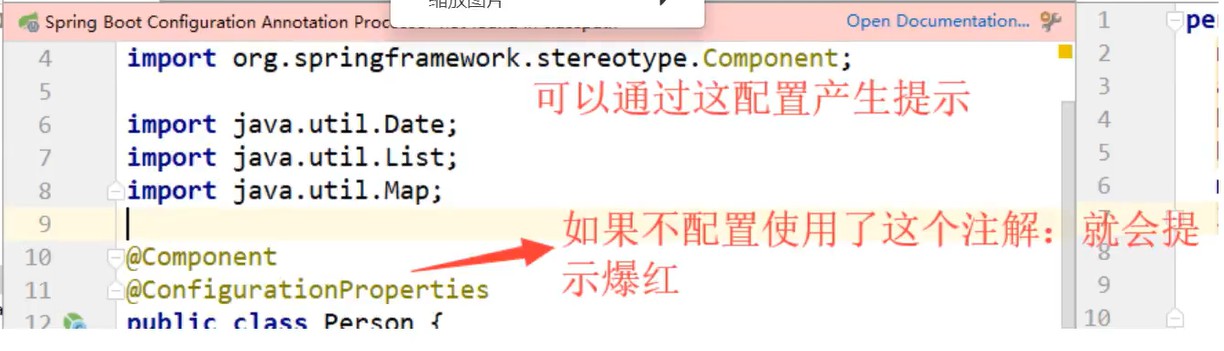 缩放图片
Spring Boot Configuration Annotation Proc
Open Documentation...
4 import org.springframework.stereotype.Component;
可以通过这配置产生提示
5
6 import java.util.Date;
7 import java.util.List;
8 import java.util.Map;
9
如果不配置使用了这个注解：就会提
示爆红
10 @Component
11 @ConfigurationProperties
12 public class Person {
1 pe
2
3
4
5
6
8
9
10